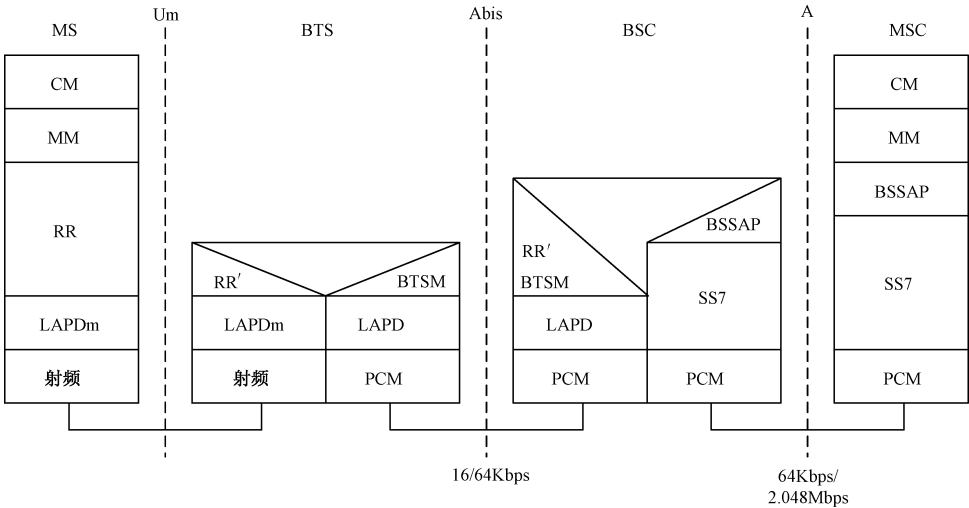 Um
Abis
A
MS
BTS
BSC
MSC
CM
CM
MM
MM
BSSAP
BSSAP
RR
RR′
BTSM
RR′
BTSM
SS7
SS7
LAPDm
LAPDm
LAPD
LAPD
射频
射频
PCM
PCM
PCM
PCM
16/64Kbps
64Kbps/
2.048Mbps